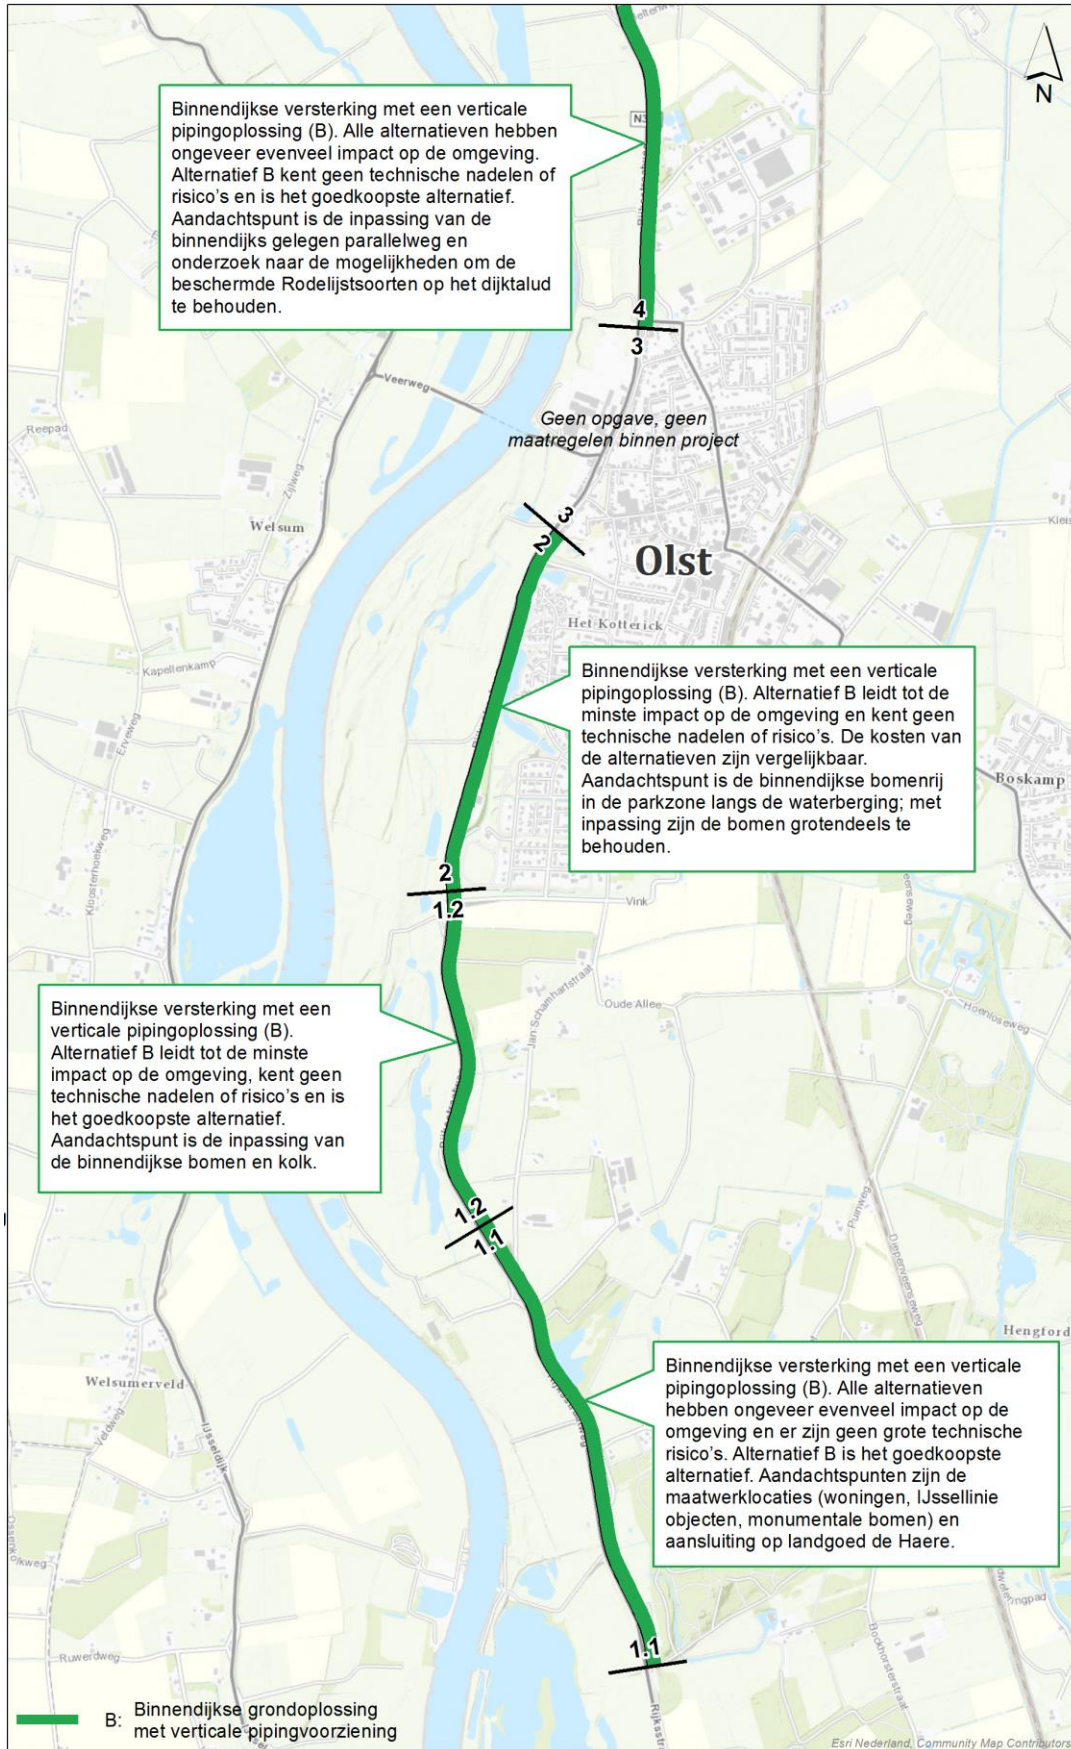 N
Binnendijkse versterking met een verticale
pipingoplossing (B). Alle alternatieven hebben
ongeveer evenveel impact op de omgeving.
Alternatief B kent geen technische nadelen of
risico's en is het goedkoopste alternatief.
Aandachtspunt is de inpassing van de
binnendijks gelegen parallelweg en
onderzoek naar de mogelijkheden om de
beschermde Rodelijstsoorten op het dijktalud
te behouden.
4
3
Veerweg
Geen opgave, geen
maatregelen binnen project
Reepad
Zijlweg
Welsum
3
2
Olst
Het Kotterick
Kapellenkamp
Erveweg
Binnendijkse versterking met een verticale
pipingoplossing (B). Alternatief B leidt tot de
minste impact op de omgeving en kent geen
technische nadelen of risico's. De kosten van
de alternatieven zijn vergelijkbaar.
Aandachtspunt is de binnendijkse bomenrij
in de parkzone langs de waterberging; met
inpassing zijn de bomen grotendeels te
behouden.
Boskamp
Kloosterhoekweg
2
1.2
Vink
Jan Schamhartstraat
Oude Allee
Hoenloseweg
Binnendijkse versterking met een
verticale pipingoplossing (B).
Alternatief B leidt tot de minste
impact op de omgeving, kent geen
technische nadelen of risico's en is
het goedkoopste alternatief.
Aandachtspunt is de inpassing van
de binnendijkse bomen en kolk.
1.2
1.1
Diepenveenseweg
Hengford
Welsumerveld
Veldweg
IJsseldijk
Binnendijkse versterking met een verticale
pipingoplossing (B). Alle alternatieven
hebben ongeveer evenveel impact op de
omgeving en er zijn geen grote technische
risico's. Alternatief B is het goedkoopste
alternatief. Aandachtspunten zijn de
maatwerklocaties (woningen, IJssellinie
objecten, monumentale bomen) en
aansluiting op landgoed de Haere.
Ruwerdweg
1.1
Bockhorsterstraat
B: Binnendijkse grondoplossing
met verticale pipingvoorziening
Esri Nederland, Community Map Contributors